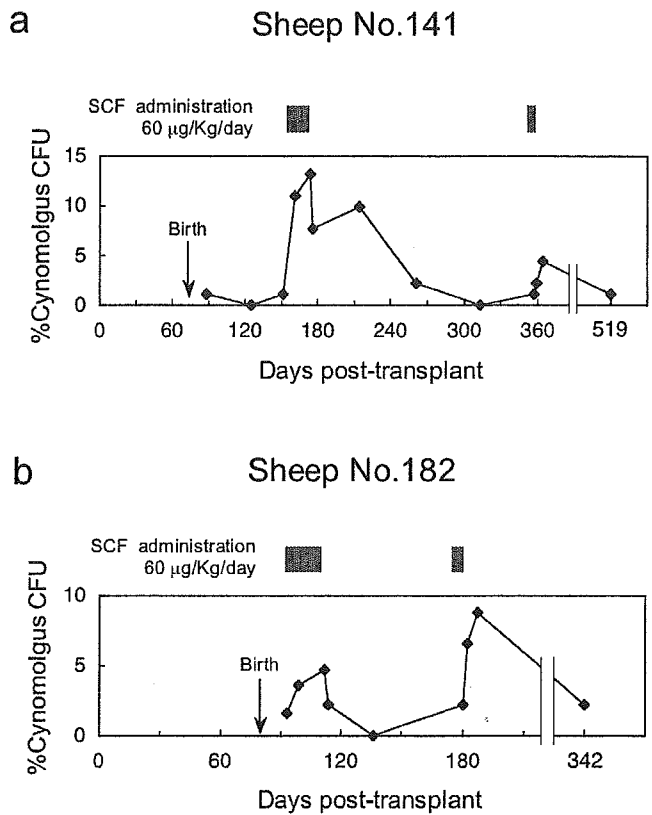 a
Sheep No.141
SCF administration
60 μg/Kg/day
%Cynomolgus CFU
15
10
5
0
Birth
0 60 120 180 240 300 360 519
Days post-transplant
b
Sheep No.182
SCF administration
60 μg/Kg/day
%Cynomolgus CFU
10
5
0
Birth
0 60 120 180 342
Days post-transplant